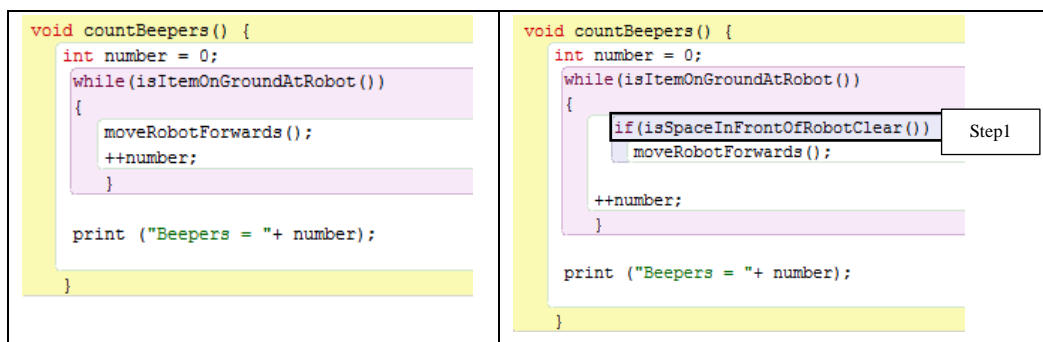 void countBeepers() {
int number = 0;
while(isItemOnGroundAtRobot())
{
moveRobotForwards();
++number;
}
print ("Beepers = "+ number);
}
void countBeepers() {
int number = 0;
while(isItemOnGroundAtRobot())
{
if(isSpaceInFrontOfRobotClear())
Step1
moveRobotForwards();
++number;
}
print ("Beepers = "+ number);
}